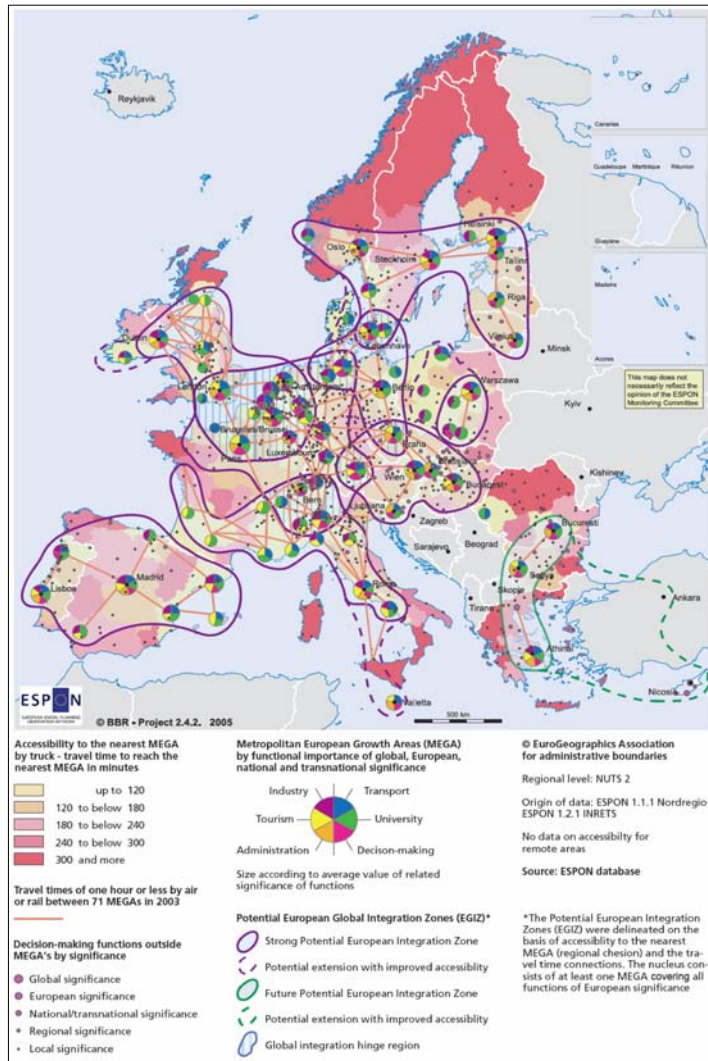 Reykjavik
Canarias
Guadeloupe Martinique Réunion
Guayane
Madeira
Acores
This map does not
necessarily reflect the
opinion of the ESPON
Monitoring Committee
Helsinki
Oslo
Stockholm
Tallinn
Riga
Vilnius
Minsk
København
Dublin
London
Berlin
Warszawa
Kyiv
Bruxelles/Brussel
Luxembourg
Paris
Praha
Bratislava
Wien
Budapest
Kishinev
Bern
Ljubljana
Zagreb
Bucuresti
Sarajevo
Beograd
Sofiya
Skopje
Roma
Tirana
Madrid
Lisboa
Ankara
Athinai
Nicosia
Valletta
ESPON
EUROPEAN SPATIAL PLANNING
OBSERVATION NETWORK
© BBR - Project 2.4.2. 2005
500 km
Accessibility to the nearest MEGA
by truck - travel time to reach the
nearest MEGA in minutes
up to 120
120 to below 180
180 to below 240
240 to below 300
300 and more
Travel times of one hour or less by air
or rail between 71 MEGAs in 2003
Decision-making functions outside
MEGA's by significance
Global significance
European significance
National/transnational significance
Regional significance
Local significance
Metropolitan European Growth Areas (MEGA)
by functional importance of global, European,
national and transnational significance
Industry Transport
Tourism University
Administration Decison-making
Size according to average value of related
significance of functions
Potential European Global Integration Zones (EGIZ)*
Strong Potential European Integration Zone
Potential extension with improved accessiblity
Future Potential European Integration Zone
Potential extension with improved accessiblity
Global integration hinge region
© EuroGeographics Association
for administrative boundaries
Regional level: NUTS 2
Origin of data: ESPON 1.1.1 Nordregio
ESPON 1.2.1 INRETS
No data on accessibilty for
remote areas
Source: ESPON database
*The Potential European Integration
Zones (EGIZ) were delineated on the
basis of accessiblity to the nearest
MEGA (regional chesion) and the tra-
vel time connections. The nucleus con-
sists of at least one MEGA covering all
functions of European significance